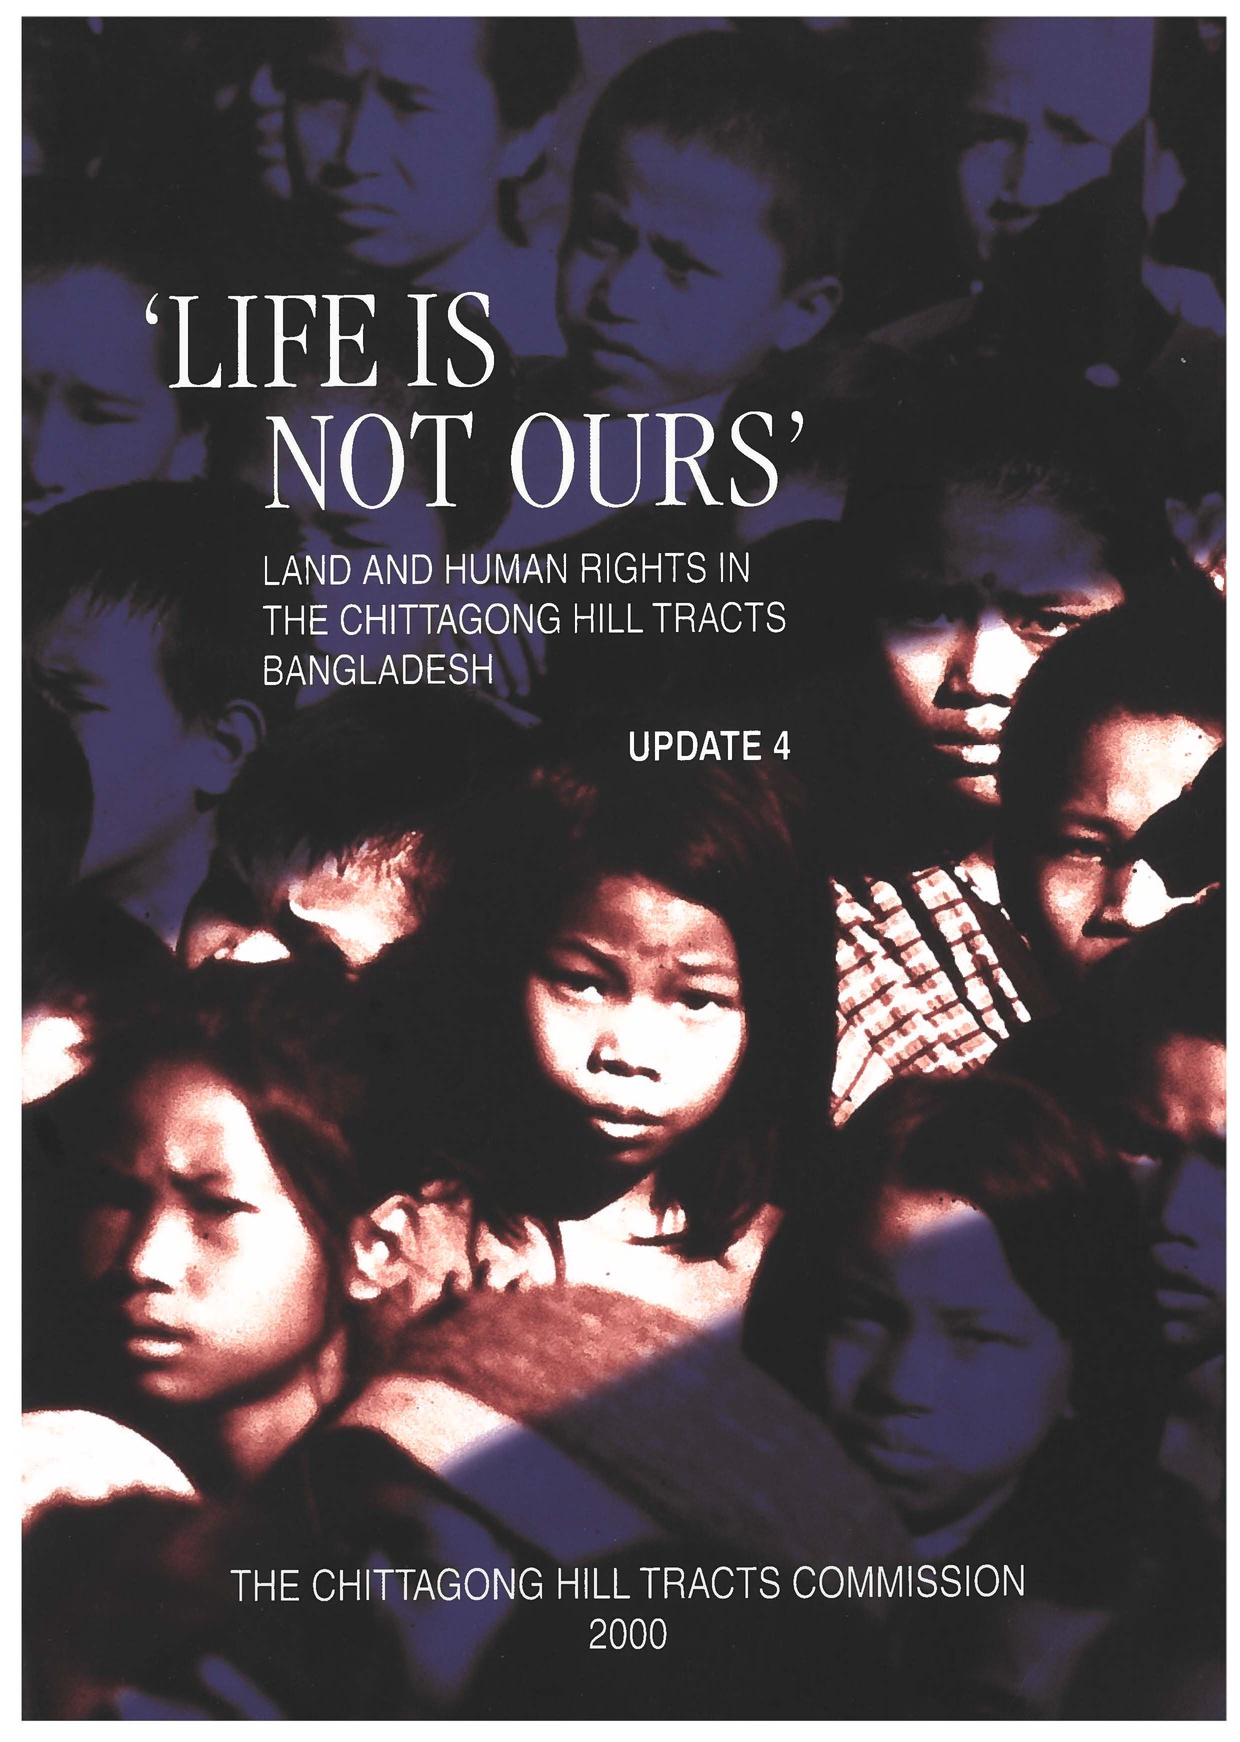 ‘LIFE IS
NOT OURS’
LAND AND HUMAN RIGHTS IN
THE CHITTAGONG HILL TRACTS
BANGLADESH
UPDATE 4
THE CHITTAGONG HILL TRACTS COMMISSION
2000